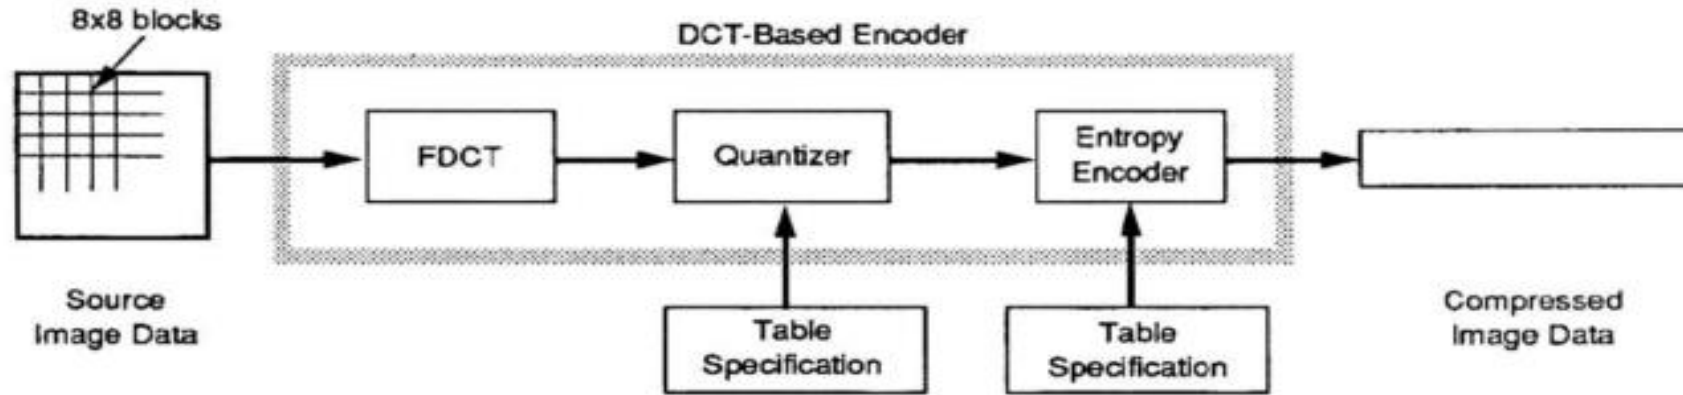 8x8 blocks
DCT-Based Encoder
FDCT
Quantizer
Entropy
Encoder
Source
Image Data
Table
Specification
Table
Specification
Compressed
Image Data